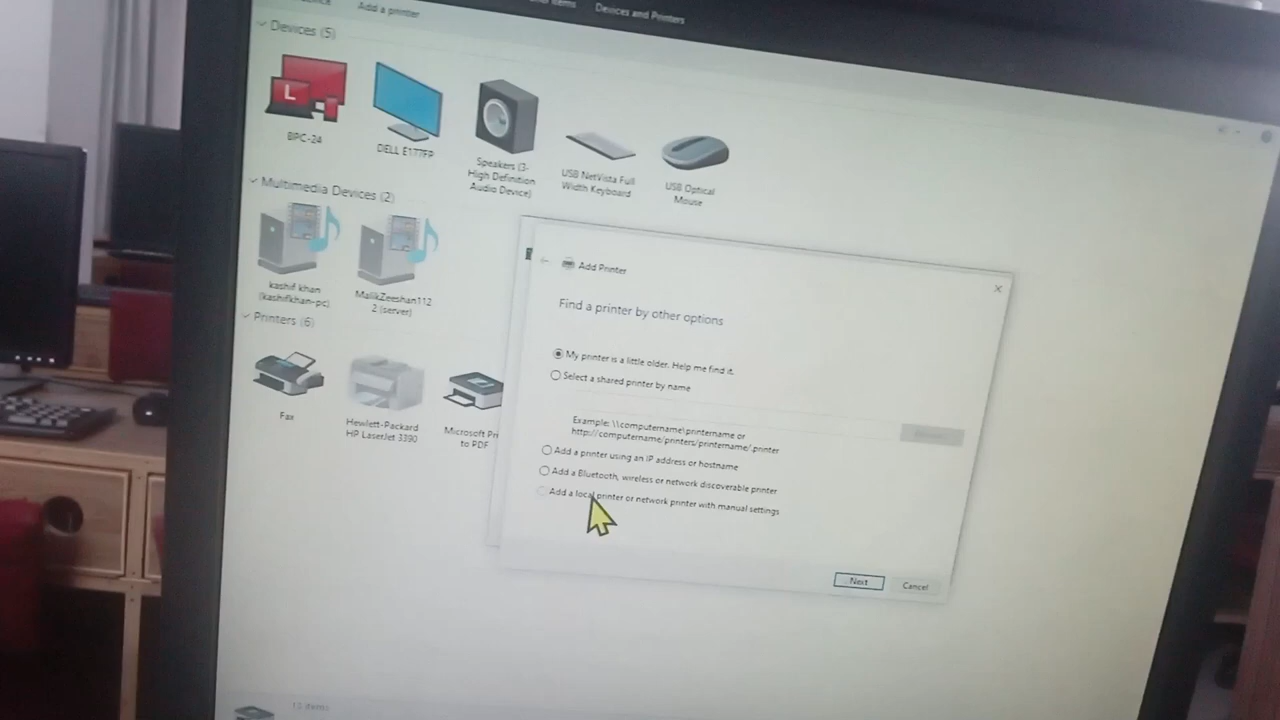 Add a printer
Devices and Printers
Devices (5)
L
BPC-24
DELL E177FP
Speakers (3-
High Definition
Audio Device)
USB NetVista Full
Width Keyboard
USB Optical
Mouse
Multimedia Devices (2)
kashif khan
(kashifkhan-pc)
MalikZeeshan112
2 (server)
Printers (6)
Fax
Hewlett-Packard
HP LaserJet 3390
Microsoft Pri
to PDF
Add Printer
Find a printer by other options
My printer is a little older. Help me find it.
Select a shared printer by name
Example: \\computername\printername or
http://computername/printers/printername/.printer
Add a printer using an IP address or hostname
Add a Bluetooth, wireless or network discoverable printer
Add a local printer or network printer with manual settings
Next
Cancel
items